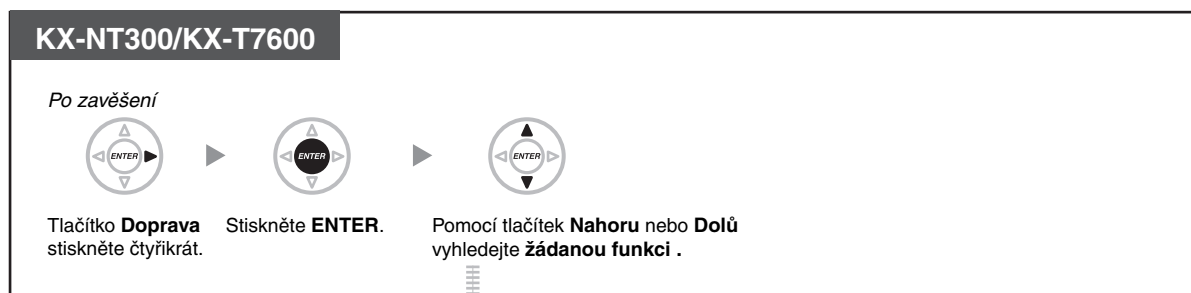 KX-NT300/KX-T7600
Po zavěšení
ENTER ENTER ENTER
Tlačítko Doprava
stiskněte čtyřikrát.
Stiskněte ENTER.
Pomocí tlačítek Nahoru nebo Dolů
vyhledejte žádanou funkci .